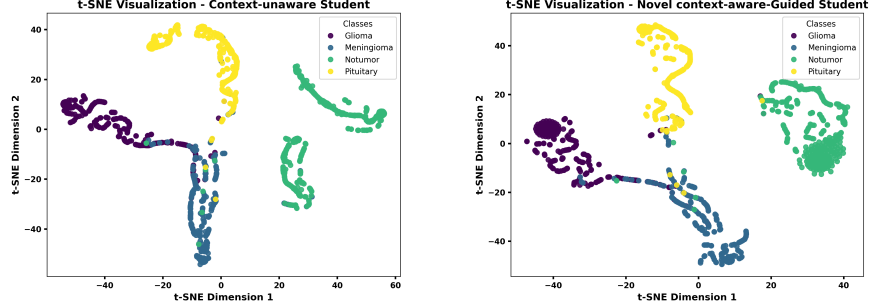 t-SNE Visualization - Context-unaware Student
Classes
Glioma
Meningioma
Notumor
Pituitary
40
20
0
−20
−40
t-SNE Dimension 2
−40
−20
0
20
40
60
t-SNE Dimension 1
t-SNE Visualization - Novel context-aware-Guided Student
Classes
Glioma
Meningioma
Notumor
Pituitary
40
20
0
−20
−40
t-SNE Dimension 2
−40
−20
0
20
40
t-SNE Dimension 1